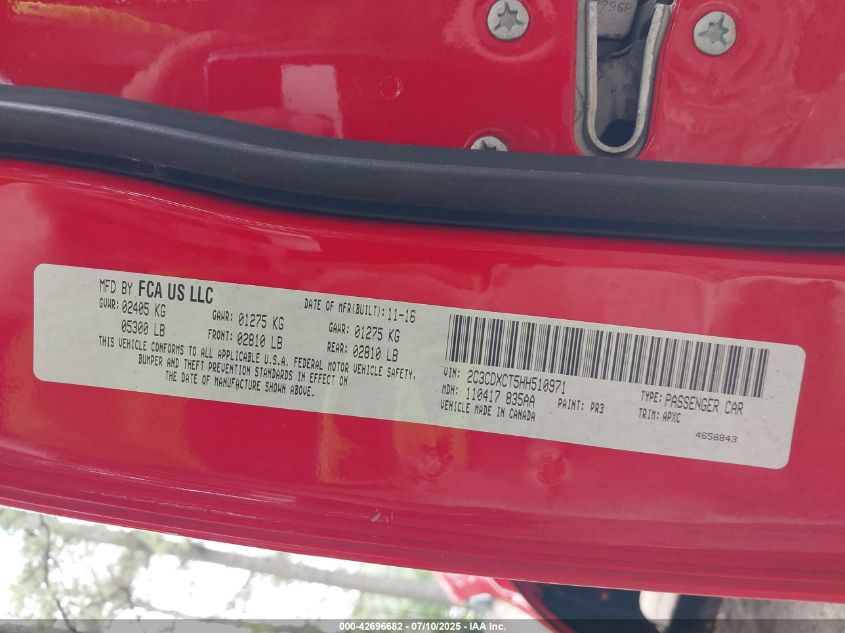 796P
MFD BY FCA US LLC
DATE OF MFR(BUILT): 11-16
GVWR: 02405 KG
GAWR: 01275 KG
GAWR: 01275 KG
05300 LB
FRONT: 02810 LB
REAR: 02810 LB
THIS VEHICLE CONFORMS TO ALL APPLICABLE U.S.A. FEDERAL MOTOR VEHICLE SAFETY,
BUMPER AND THEFT PREVENTION STANDARDS IN EFFECT ON
THE DATE OF MANUFACTURE SHOWN ABOVE.
VIN: 2C3CDXCT5HH510971
TYPE: PASSENGER CAR
MDH: 110417 835AA
PAINT: PR3
TRIM: APXC
VEHICLE MADE IN CANADA
4658843
000-42696682 - 07/10/2025 - IAA Inc.